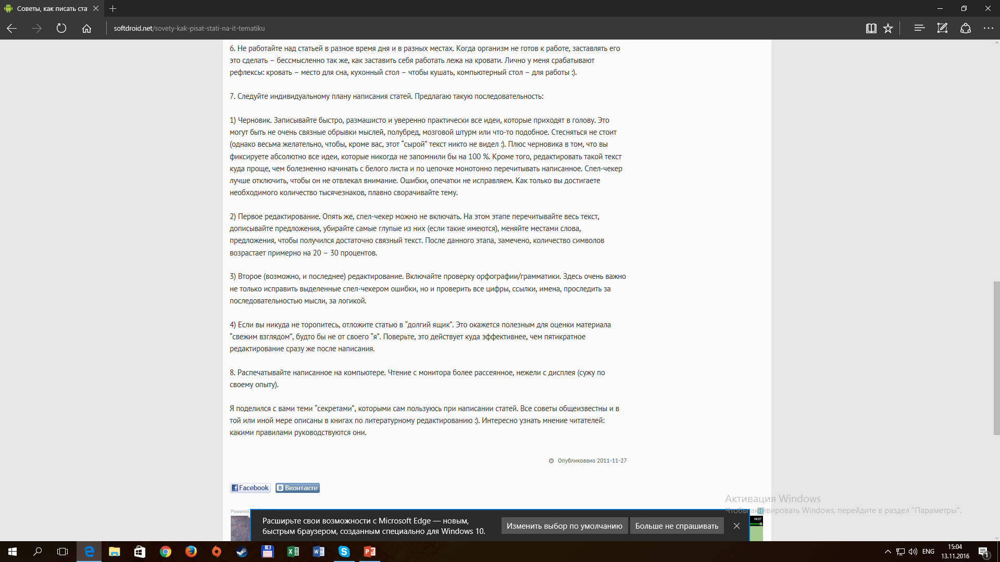 Советы, как писать ста
softdroid.net/sovety-kak-pisat-stati-na-it-tematiku
6. Не работайте над статьей в разное время дня и в разных местах. Когда организм не готов к работе, заставлять его
это сделать – бессмысленно так же, как заставить себя работать лежа на кровати. Лично у меня срабатывают
рефлексы: кровать – место для сна, кухонный стол – чтобы кушать, компьютерный стол – для работы :).
7. Следуйте индивидуальному плану написания статей. Предлагаю такую последовательность:
1) Черновик. Записывайте быстро, размашисто и уверенно практически все идеи, которые приходят в голову. Это
могут быть не очень связные обрывки мыслей, полубред, мозговой штурм или что-то подобное. Стесняться не стоит
(однако весьма желательно, чтобы, кроме вас, этот “сырой” текст никто не видел :). Плюс черновика в том, что вы
фиксируете абсолютно все идеи, которые никогда не запомнили бы на 100 %. Кроме того, редактировать такой текст
куда проще, чем болезненно начинать с белого листа и по цепочке монотонно перечитывать написанное. Спел-чекер
лучше отключить, чтобы он не отвлекал внимание. Ошибки, опечатки не исправляем. Как только вы достигаете
необходимого количество тысячезнаков, плавно сворачивайте тему.
2) Первое редактирование. Опять же, спел-чекер можно не включать. На этом этапе перечитывайте весь текст,
дописывайте предложения, убирайте самые глупые из них (если такие имеются), меняйте местами слова,
предложения, чтобы получился достаточно связный текст. После данного этапа, замечено, количество символов
возрастает примерно на 20 – 30 процентов.
3) Второе (возможно, и последнее) редактирование. Включайте проверку орфографии/грамматики. Здесь очень важно
не только исправить выделенные спел-чекером ошибки, но и проверить все цифры, ссылки, имена, проследить за
последовательностью мысли, за логикой.
4) Если вы никуда не торопитесь, отложите статью в “долгий ящик”. Это окажется полезным для оценки материала
“свежим взглядом”, будто бы не от своего “я”. Поверьте, это действует куда эффективнее, чем пятикратное
редактирование сразу же после написания.
8. Распечатывайте написанное на компьютере. Чтение с монитора более рассеянное, нежели с дисплея (сужу по
своему опыту).
Я поделился с вами теми “секретами”, которыми сам пользуюсь при написании статей. Все советы общеизвестны и в
той или иной мере описаны в книгах по литературному редактированию :). Интересно узнать мнение читателей:
какими правилами руководствуются они.
Опубликовано 2011-11-27
Facebook
Вконтакте
Активация Windows
Чтобы активировать Windows, перейдите в раздел "Параметры".
Powered
Расширьте свои возможности с Microsoft Edge — новым,
быстрым браузером, созданным специально для Windows 10.
Изменить выбор по умолчанию
Больше не спрашивать
10:57
ENG
15:04
13.11.2016
1